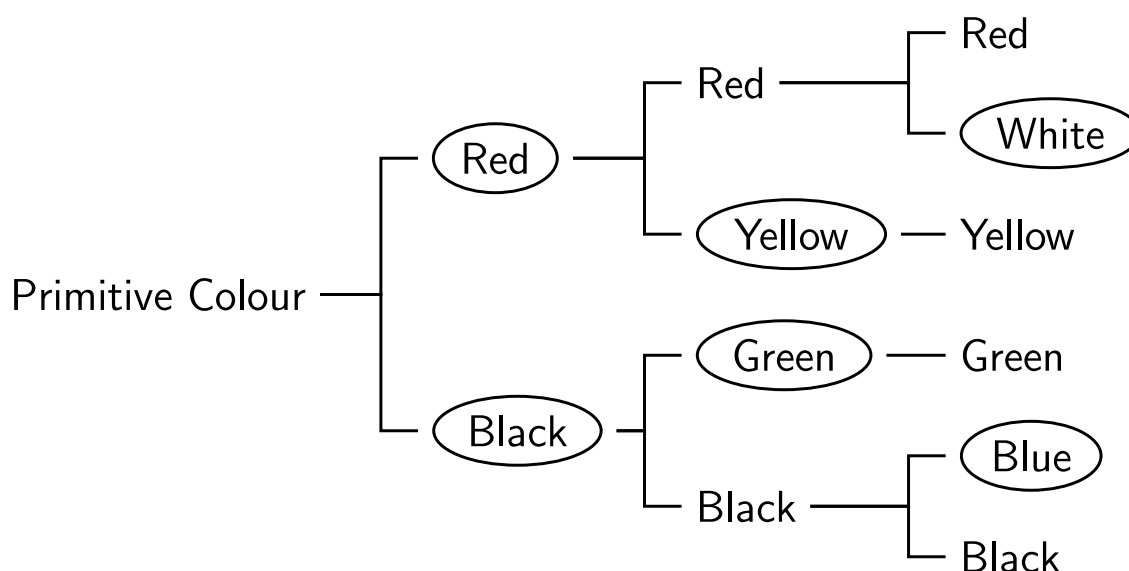 Primitive Colour
Red
Black
Red
Yellow
Green
Black
Red
White
Yellow
Green
Blue
Black